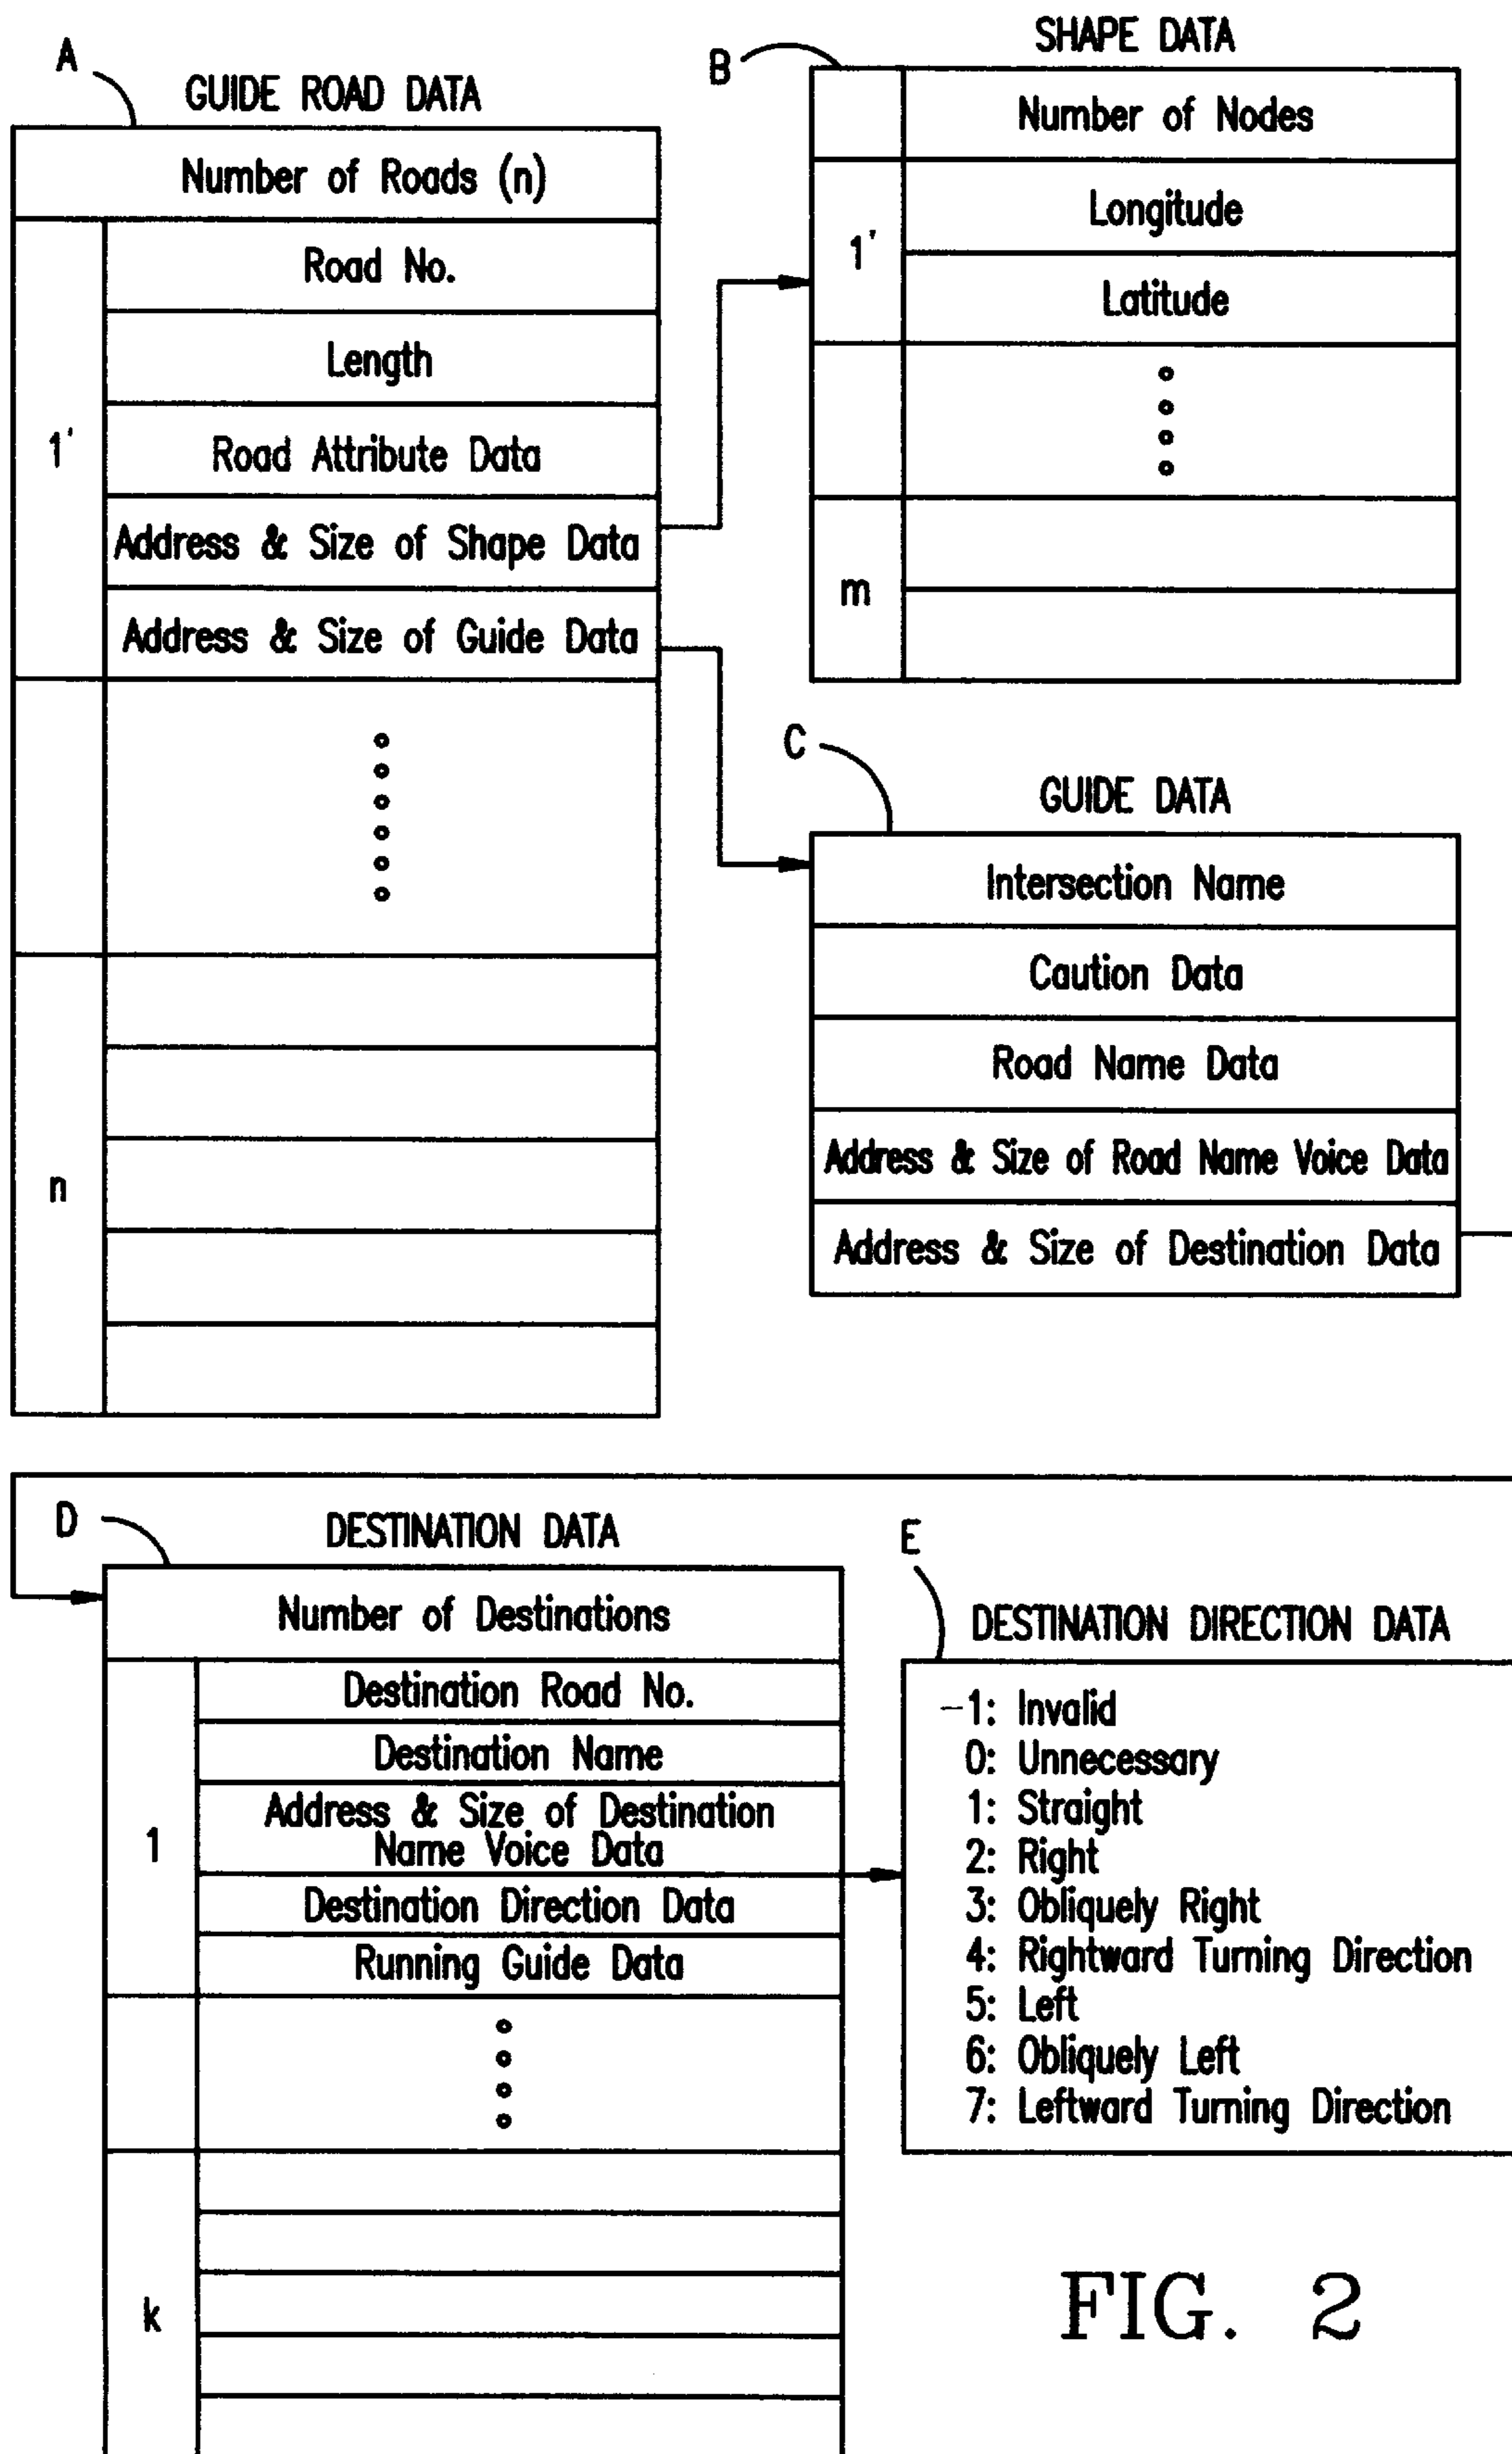 A
GUIDE ROAD DATA
Number of Roads (n)
1'
Road No.
Length
Road Attribute Data
Address & Size of Shape Data
Address & Size of Guide Data
n
B
SHAPE DATA
Number of Nodes
1'
Longitude
Latitude
m
C
GUIDE DATA
Intersection Name
Caution Data
Road Name Data
Address & Size of Road Name Voice Data
Address & Size of Destination Data
D
DESTINATION DATA
Number of Destinations
1
Destination Road No.
Destination Name
Address & Size of Destination
Name Voice Data
Destination Direction Data
Running Guide Data
k
E
DESTINATION DIRECTION DATA
-1: Invalid
0: Unnecessary
1: Straight
2: Right
3: Obliquely Right
4: Rightward Turning Direction
5: Left
6: Obliquely Left
7: Leftward Turning Direction
FIG. 2